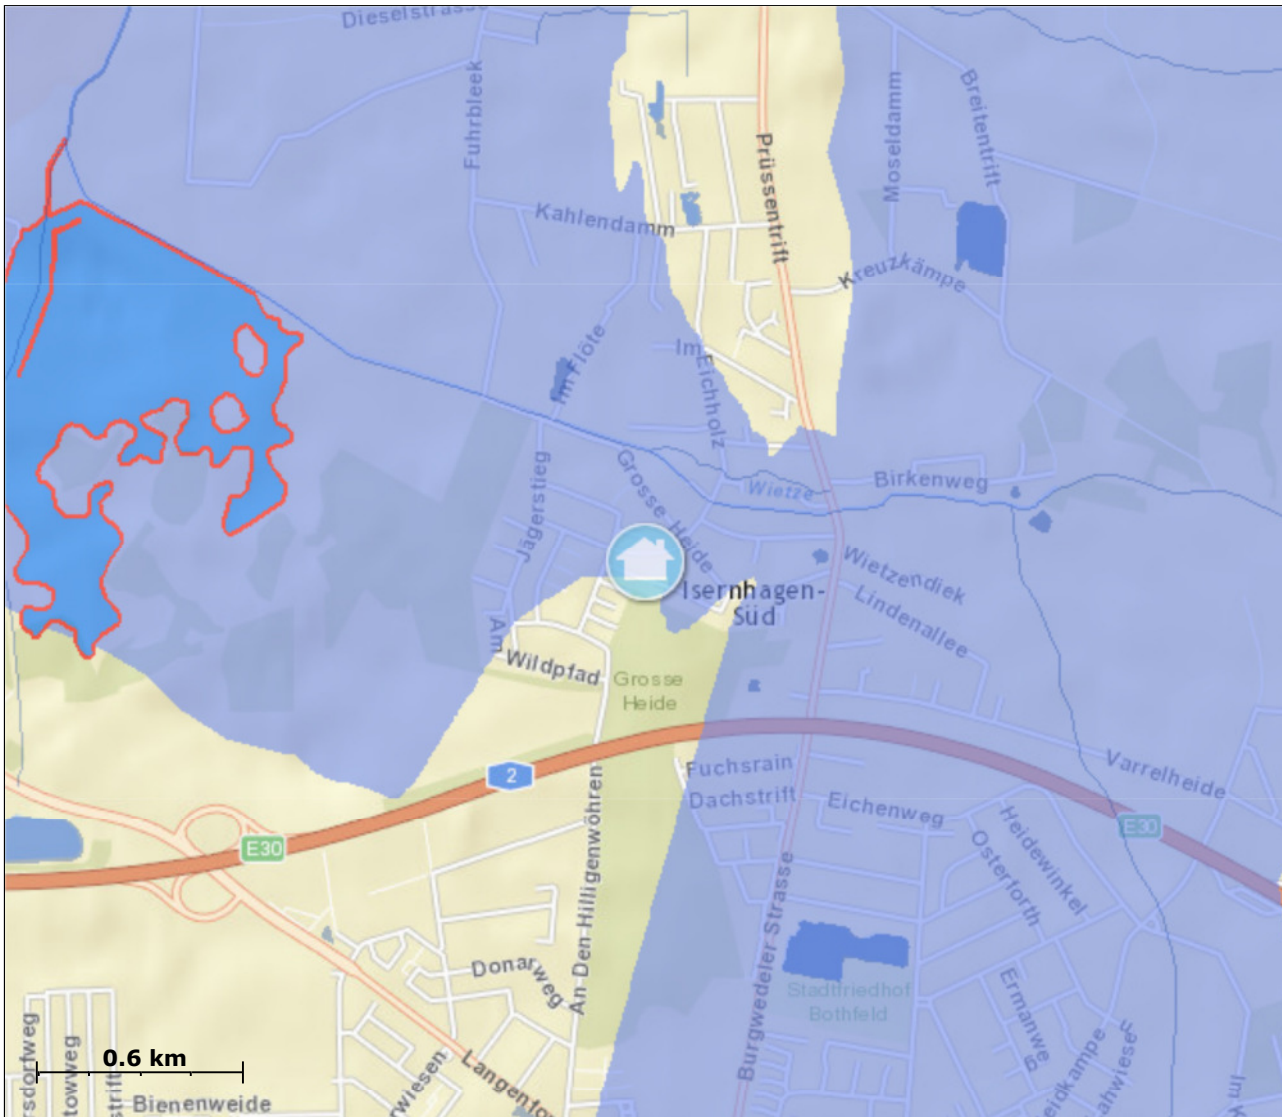 Dieselstrasse
Fuhrbleek
Moseldamm
Breitentrift
Prüssentrift
Kahlendamm
Kreuzkämpe
Im Flöte
Im Eichholz
Grosse Heide
Wietze
Birkenweg
Jägerstieg
Am
Wietzendiek
Isernhagen-
Süd
Lindenallee
Wildpfad
Grosse
Heide
2
Fuchsrain
Varrelheide
Dachstrift
Eichenweg
E30
E30
Heidewinkel
Osterforth
An Den Hilligenwöhren
Burgwedeler Strasse
Donarweg
Stadtfriedhof
Bothfeld
Ermanweg
0.6 km
Bienenweide
Im